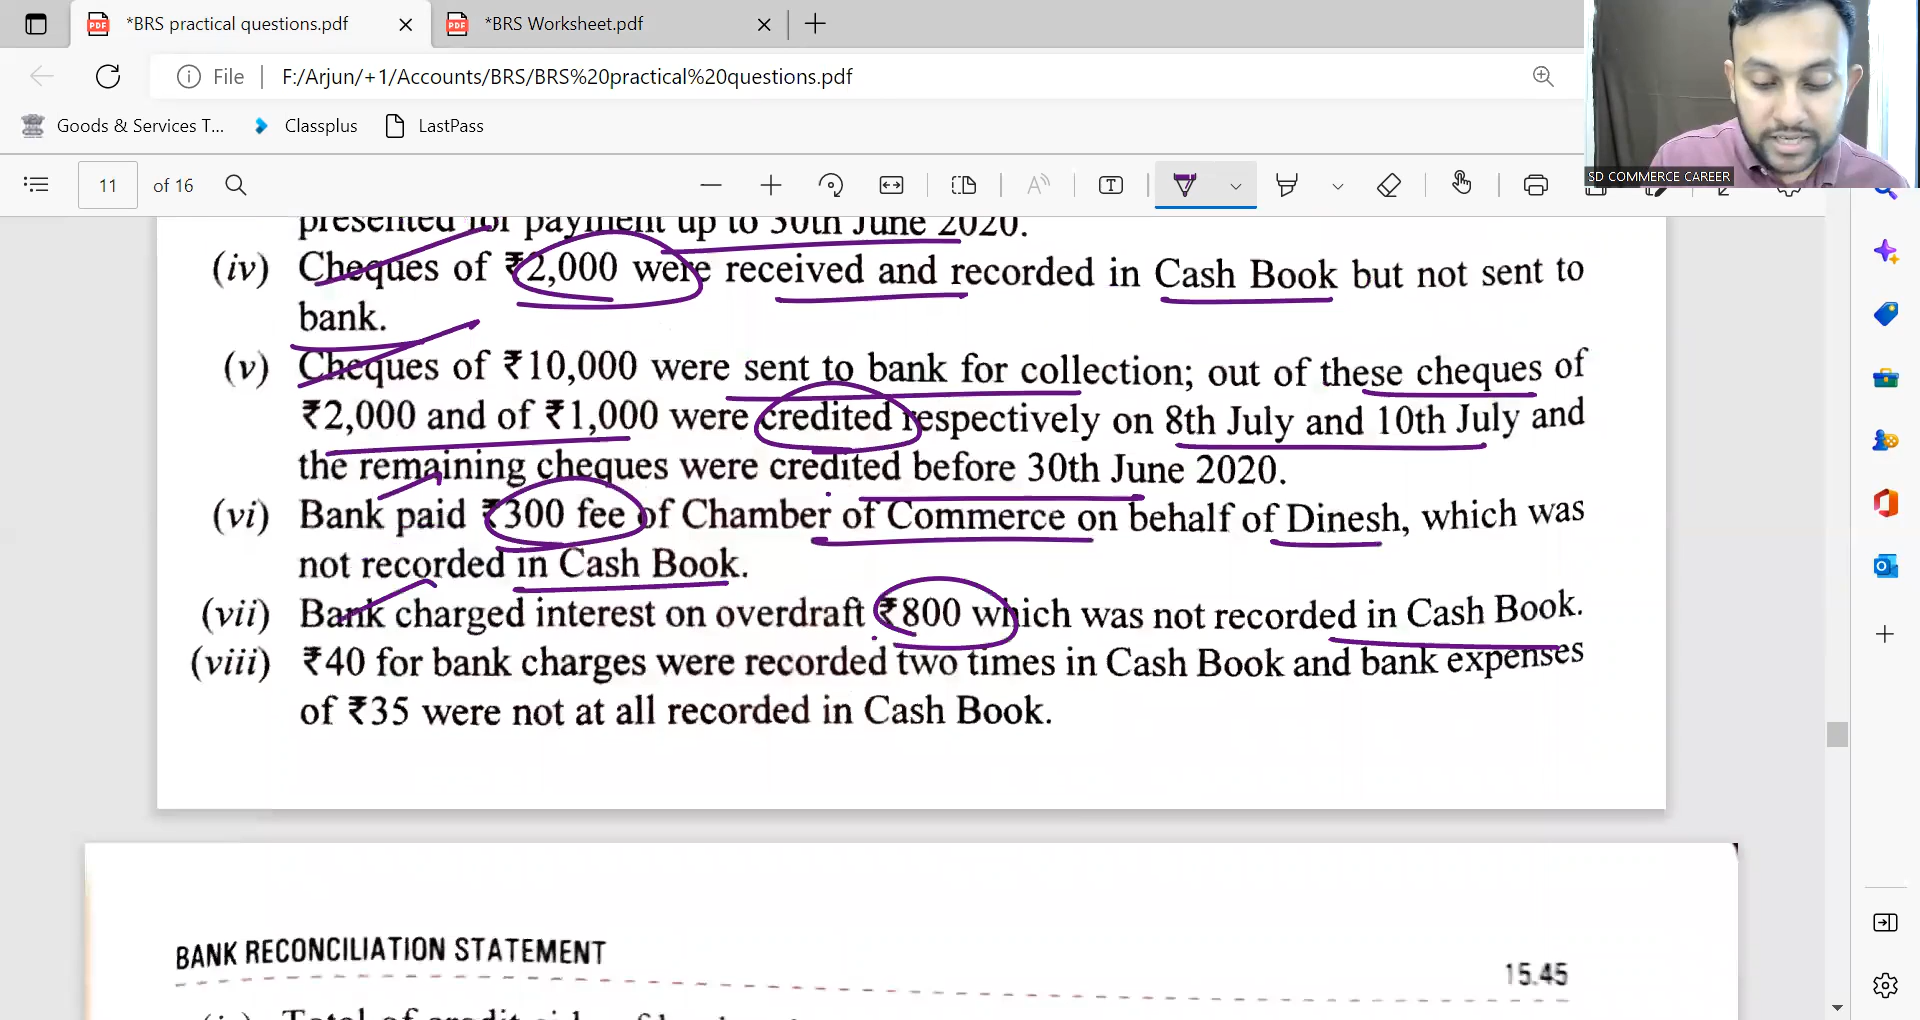 *BRS practical questions.pdf
*BRS Worksheet.pdf
File
F:/Arjun/+1/Accounts/BRS/BRS%20practical%20questions.pdf
Goods & Services T...
Classplus
LastPass
11
of 16
SD COMMERCE CAREER
presented for payment up to 30th June 2020.
(iv) Cheques of ₹2,000 were received and recorded in Cash Book but not sent to
bank.
(v) Cheques of ₹10,000 were sent to bank for collection; out of these cheques of
₹2,000 and of ₹1,000 were credited respectively on 8th July and 10th July and
the remaining cheques were credited before 30th June 2020.
(vi) Bank paid ₹300 fee of Chamber of Commerce on behalf of Dinesh, which was
not recorded in Cash Book.
(vii) Bank charged interest on overdraft ₹800 which was not recorded in Cash Book.
(viii) ₹40 for bank charges were recorded two times in Cash Book and bank expenses
of ₹35 were not at all recorded in Cash Book.
BANK RECONCILIATION STATEMENT
15.45
Total of credit side of